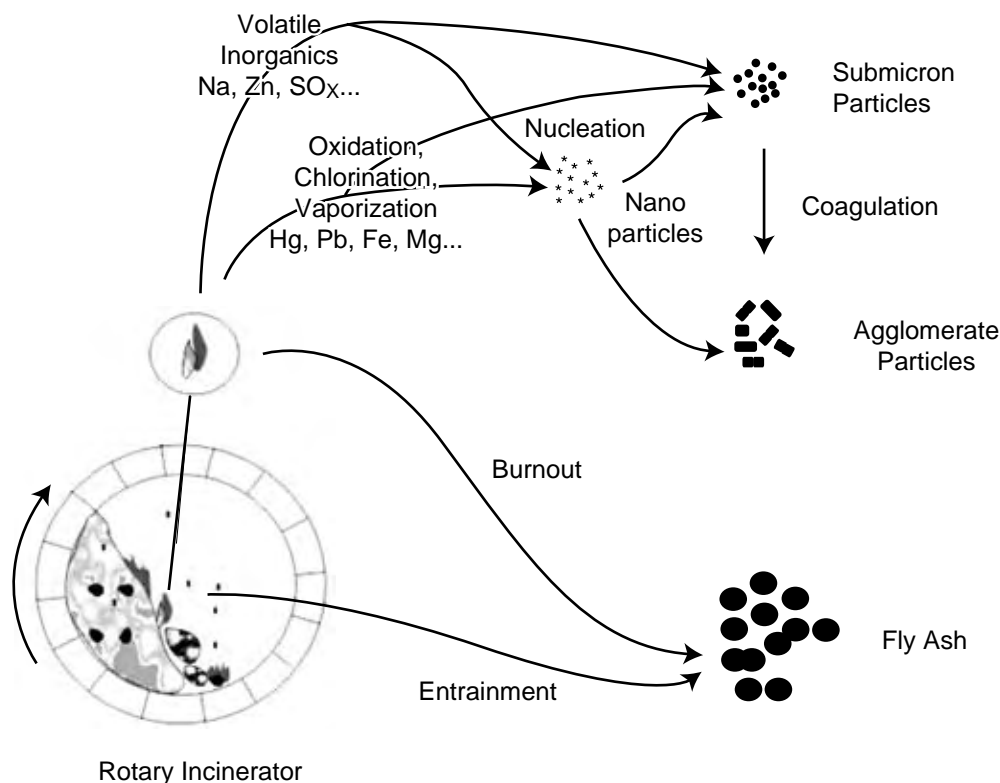 Volatile
Inorganics
Na, Zn, SOX...
Submicron
Particles
Nucleation
Oxidation,
Chlorination,
Vaporization
Hg, Pb, Fe, Mg...
Nano
particles
Coagulation
Agglomerate
Particles
Burnout
Fly Ash
Entrainment
Rotary Incinerator